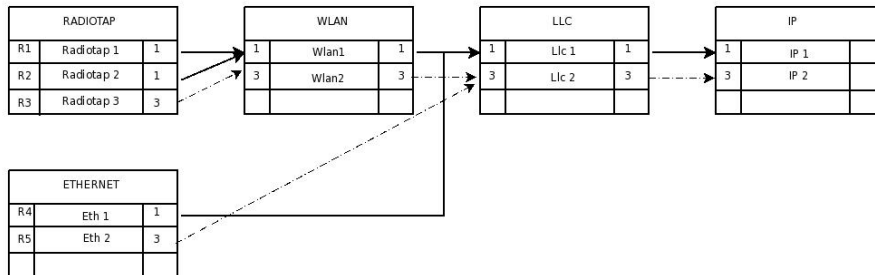 RADIOTAP
R1 Radiotap 1 1
R2 Radiotap 2 1
R3 Radiotap 3 3
WLAN
1 Wlan1 1
3 Wlan2 3
LLC
1 Llc 1 1
3 Llc 2 3
IP
1 IP 1
3 IP 2
ETHERNET
R4 Eth 1 1
R5 Eth 2 3